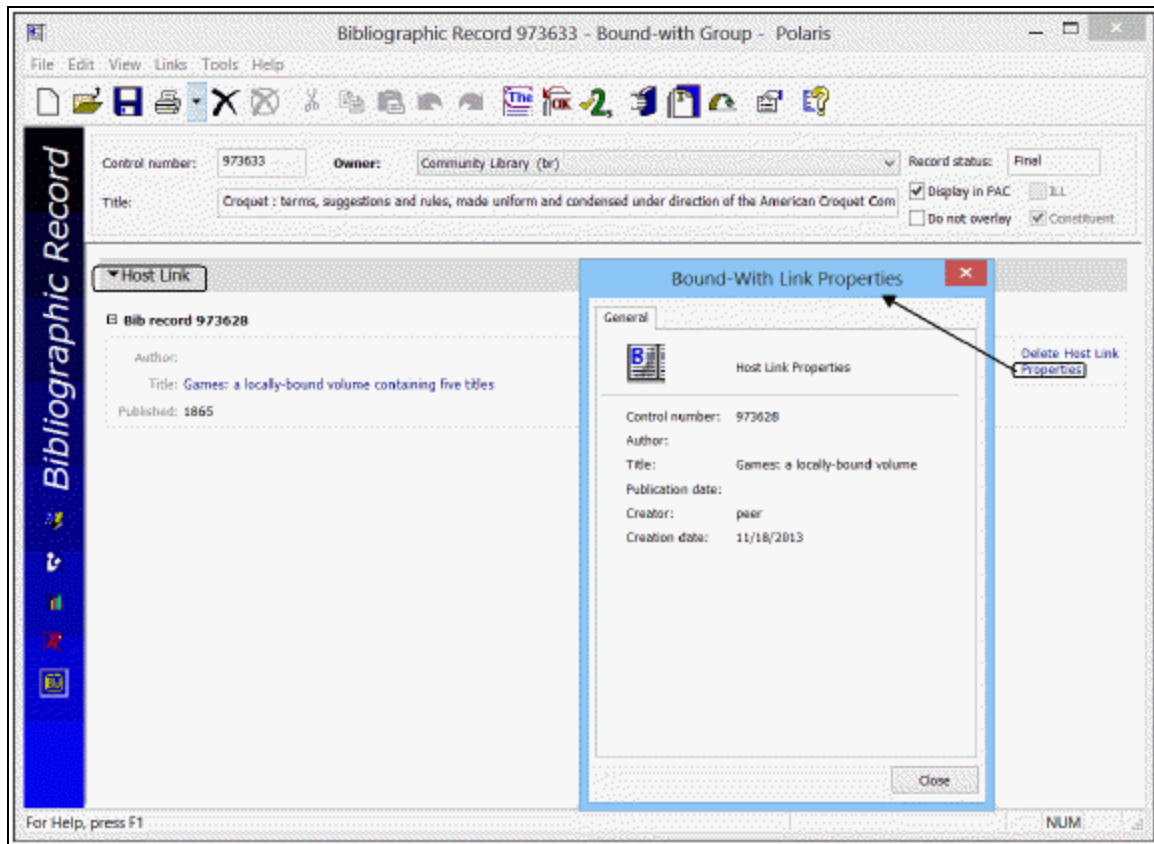 Bibliographic Record 973633 - Bound-with Group - Polaris
File Edit View Links Tools Help
Bibliographic Record
Control number: 973633 Owner: Community Library (br) Record status: Final
Title: Croquet : terms, suggestions and rules, made uniform and condensed under direction of the American Croquet Com
Display in PAC ILL
Do not overlay Constituent
Host Link
Bib record 973628
Author:
Title: Games: a locally-bound volume containing five titles
Published: 1865
Delete Host Link
Properties
Bound-With Link Properties
General
Host Link Properties
Control number: 973628
Author:
Title: Games: a locally-bound volume
Publication date:
Creator: peer
Creation date: 11/18/2013
Close
For Help, press F1 NUM